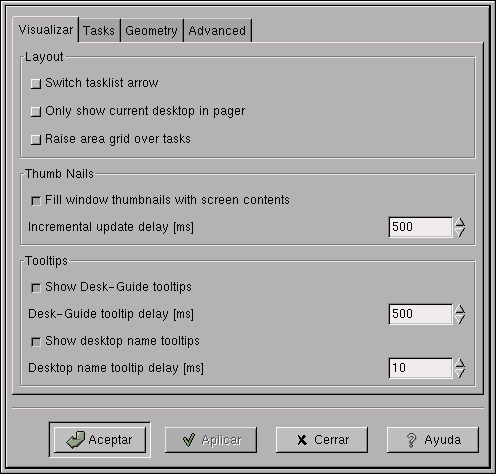 Visualizar Tasks Geometry Advanced
Layout
Switch tasklist arrow
Only show current desktop in pager
Raise area grid over tasks
Thumb Nails
Fill window thumbnails with screen contents
Incremental update delay [ms] 500
Tooltips
Show Desk-Guide tooltips
Desk-Guide tooltip delay [ms] 500
Show desktop name tooltips
Desktop name tooltip delay [ms] 10
Aceptar Aplicar Cerrar ? Ayuda